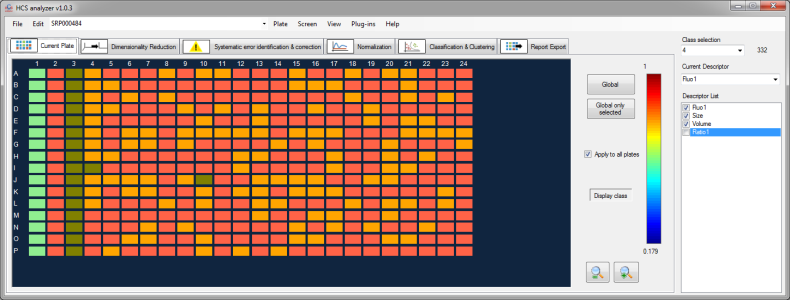 HCS analyzer v1.0.3
File Edit SRP000484 Plate Screen View Plug-ins Help
Current Plate Dimensionality Reduction Systematic error identification & correction Normalization Classification & Clustering Report Export
Class selection
4 332
Current Descriptor
Fluo1
Descriptor List
Fluo1
Size
Volume
Ratio1
1 2 3 4 5 6 7 8 9 10 11 12 13 14 15 16 17 18 19 20 21 22 23 24
A
B
C
D
E
F
G
H
I
J
K
L
M
N
O
P
1
Global
Global only
selected
Apply to all plates
Display class
0.179